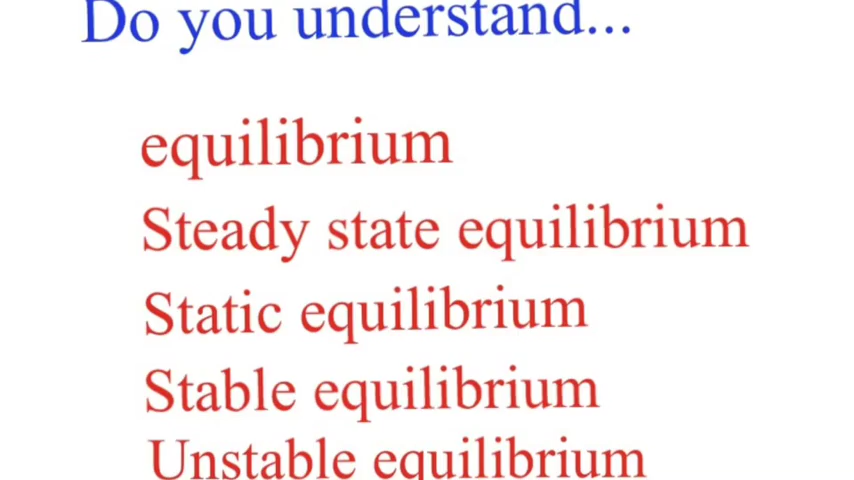 Do you understand...
equilibrium
Steady state equilibrium
Static equilibrium
Stable equilibrium
Unstable equilibrium